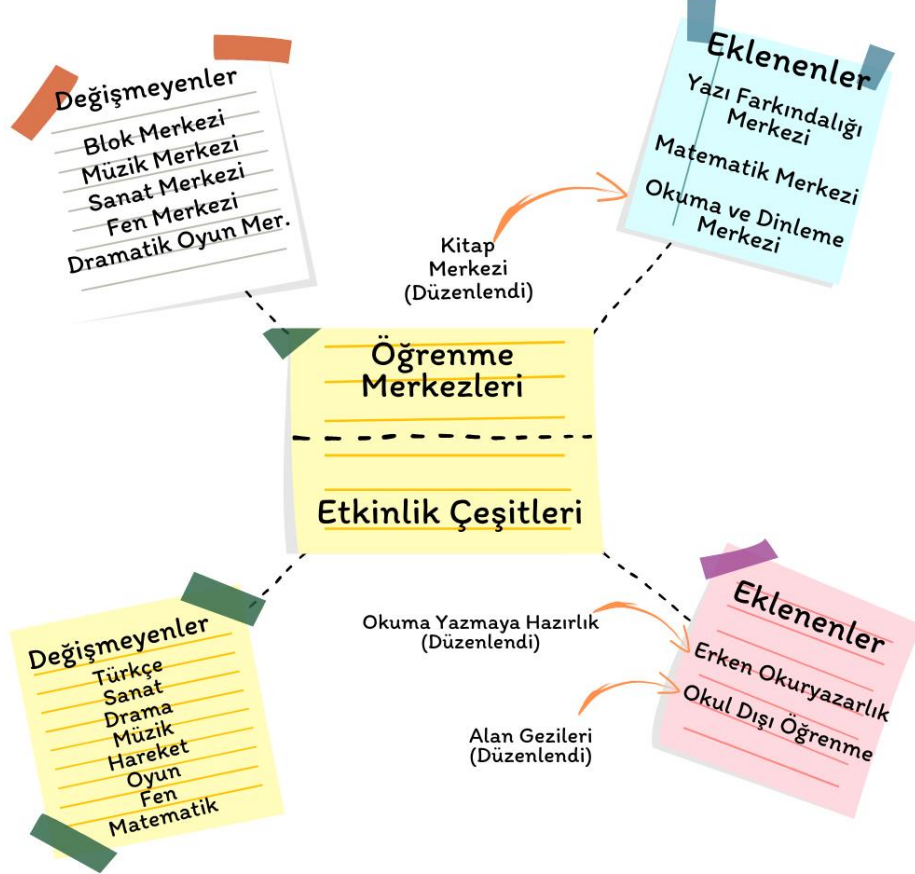 Değişmeyenler
Blok Merkezi
Müzik Merkezi
Sanat Merkezi
Fen Merkezi
Dramatik Oyun Mer.
Eklenenler
Yazı Farkındalığı
Merkezi
Matematik Merkezi
Okuma ve Dinleme
Merkezi
Kitap
Merkezi
(Düzenlendi)
Öğrenme
Merkezleri
Etkinlik Çeşitleri
Değişmeyenler
Türkçe
Sanat
Drama
Müzik
Hareket
Oyun
Fen
Matematik
Okuma Yazmaya Hazırlık
(Düzenlendi)
Alan Gezileri
(Düzenlendi)
Eklenenler
Erken Okuryazarlık
Okul Dışı Öğrenme